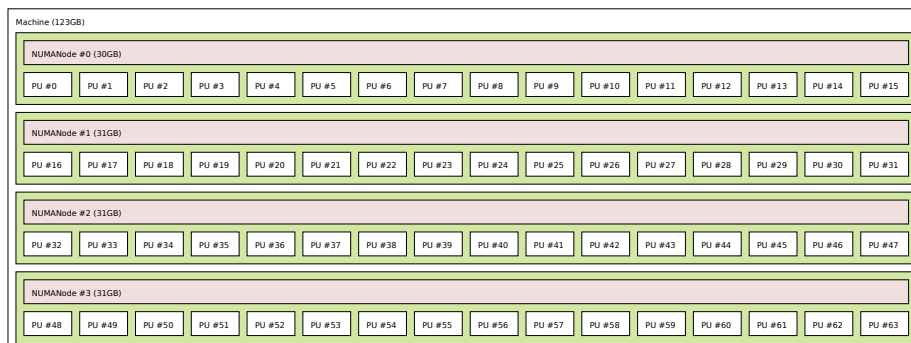 Machine (123GB)
NUMANode #0 (30GB)
PU #0 PU #1 PU #2 PU #3 PU #4 PU #5 PU #6 PU #7 PU #8 PU #9 PU #10 PU #11 PU #12 PU #13 PU #14 PU #15
NUMANode #1 (31GB)
PU #16 PU #17 PU #18 PU #19 PU #20 PU #21 PU #22 PU #23 PU #24 PU #25 PU #26 PU #27 PU #28 PU #29 PU #30 PU #31
NUMANode #2 (31GB)
PU #32 PU #33 PU #34 PU #35 PU #36 PU #37 PU #38 PU #39 PU #40 PU #41 PU #42 PU #43 PU #44 PU #45 PU #46 PU #47
NUMANode #3 (31GB)
PU #48 PU #49 PU #50 PU #51 PU #52 PU #53 PU #54 PU #55 PU #56 PU #57 PU #58 PU #59 PU #60 PU #61 PU #62 PU #63